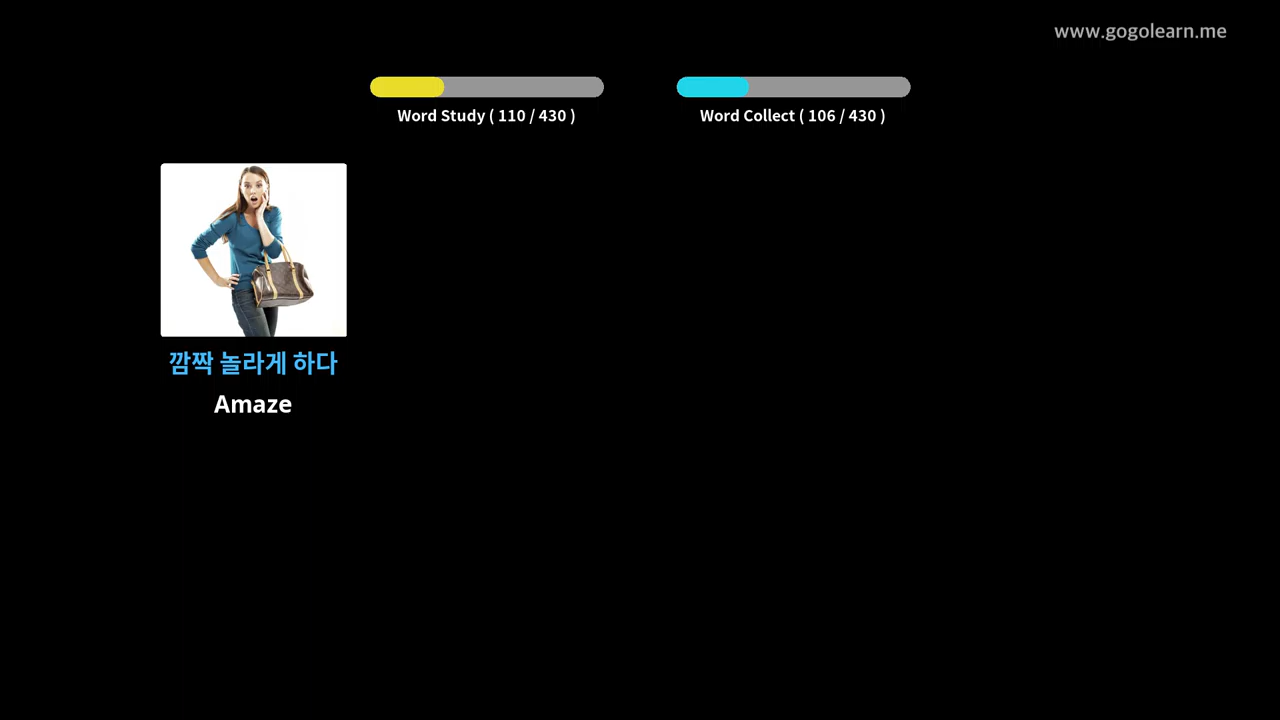 www.gogolearn.me
Word Study ( 110 / 430 )
Word Collect ( 106 / 430 )
깜짝 놀라게 하다
Amaze